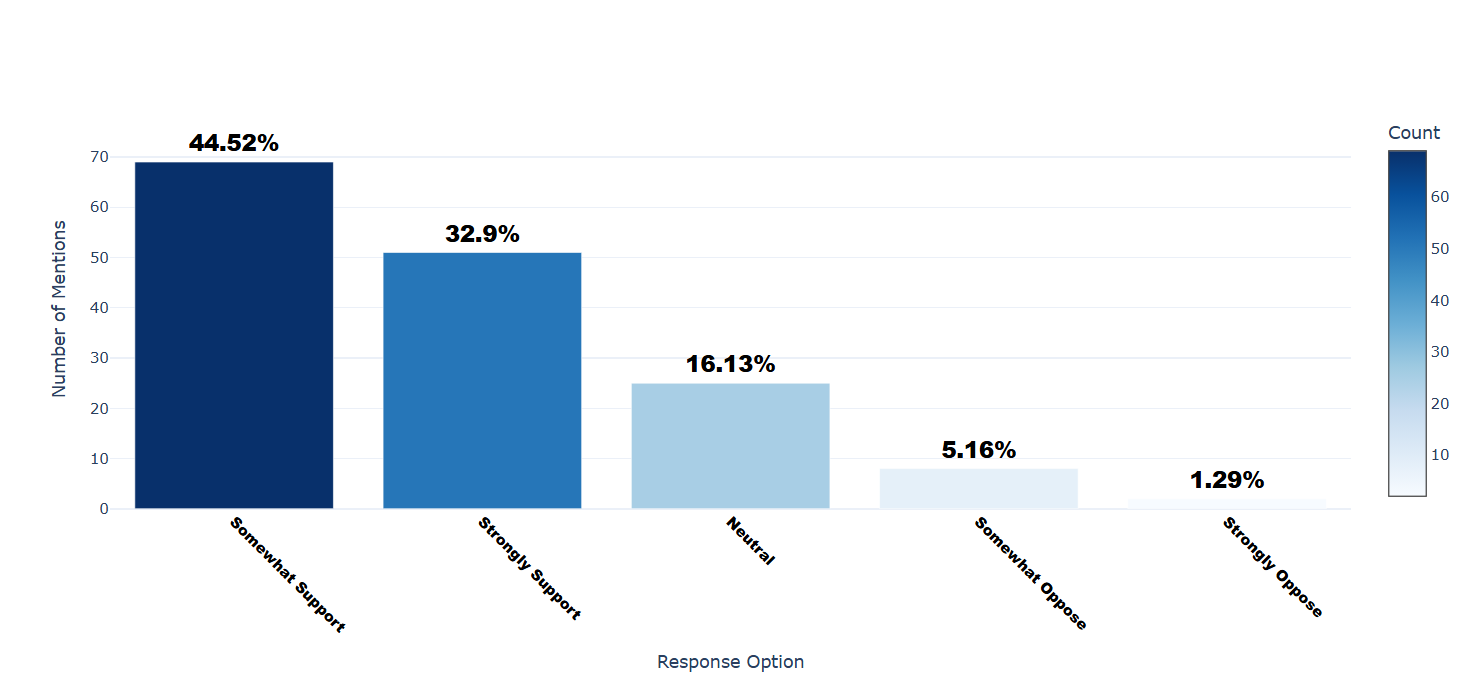 Count
44.52%
32.9%
16.13%
5.16%
1.29%
Number of Mentions
70
60
50
40
30
20
10
0
60
50
40
30
20
10
Somewhat Support
Strongly Support
Neutral
Somewhat Oppose
Strongly Oppose
Response Option